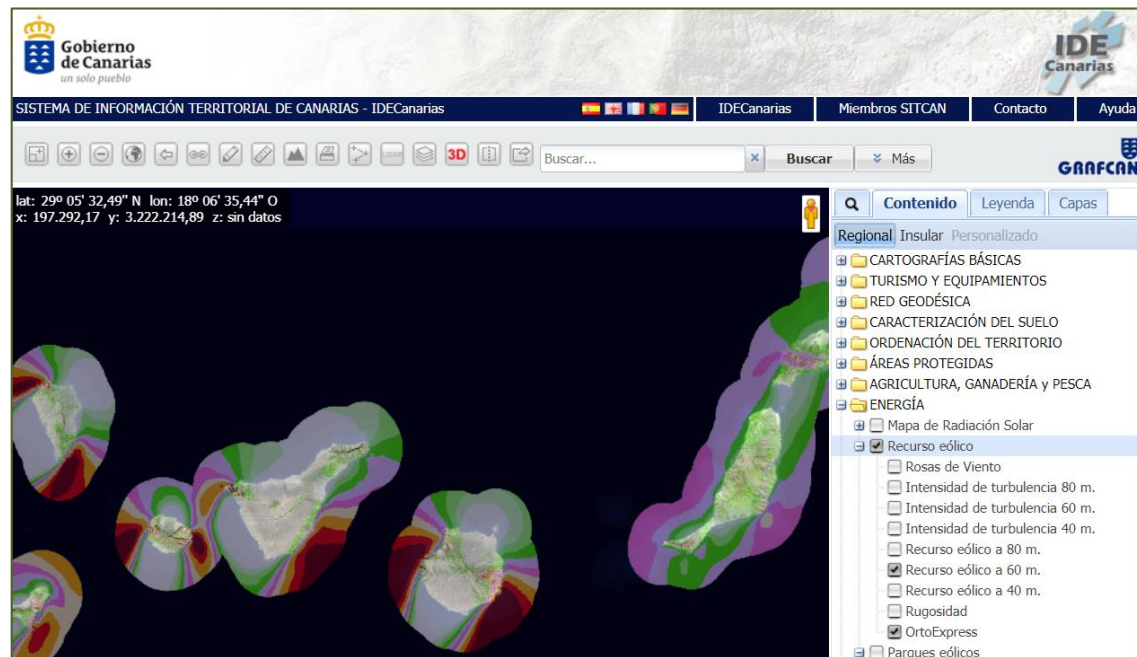 Gobierno
de Canarias
un solo pueblo
IDE
Canarias
SISTEMA DE INFORMACIÓN TERRITORIAL DE CANARIAS - IDECanarias
IDECanarias
Miembros SITCAN
Contacto
Ayuda
LIDAR
3D
Buscar...
×
Buscar
Más
GRAFCAN
lat: 29º 05' 32,49" N lon: 18º 06' 35,44" O
x: 197.292,17 y: 3.222.214,89 z: sin datos
Contenido
Leyenda
Capas
Regional Insular Personalizado
CARTOGRAFÍAS BÁSICAS
TURISMO Y EQUIPAMIENTOS
RED GEODÉSICA
CARACTERIZACIÓN DEL SUELO
ORDENACIÓN DEL TERRITORIO
ÁREAS PROTEGIDAS
AGRICULTURA, GANADERÍA y PESCA
ENERGÍA
Mapa de Radiación Solar
Recurso eólico
Rosas de Viento
Intensidad de turbulencia 80 m.
Intensidad de turbulencia 60 m.
Intensidad de turbulencia 40 m.
Recurso eólico a 80 m.
Recurso eólico a 60 m.
Recurso eólico a 40 m.
Rugosidad
OrtoExpress
Parques eólicos